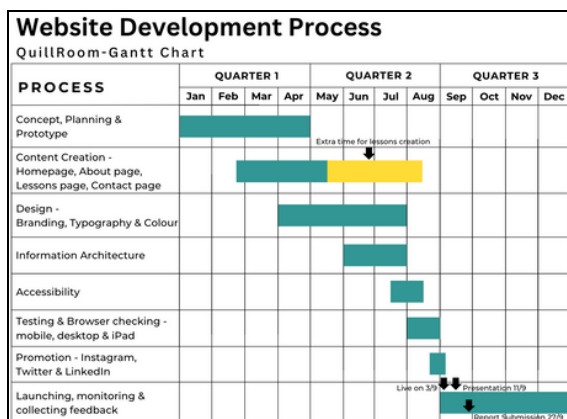 Website Development Process
QuillRoom-Gantt Chart
PROCESS
QUARTER 1
QUARTER 2
QUARTER 3
Jan Feb Mar Apr May Jun Jul Aug Sep Oct Nov Dec
Concept, Planning &
Prototype
Extra time for lessons creation
Content Creation -
Homepage, About page,
Lessons page, Contact page
Design -
Branding, Typography & Colour
Information Architecture
Accessibility
Testing & Browser checking -
mobile, desktop & iPad
Promotion - Instagram,
Twitter & LinkedIn
Live on 3/9
Presentation 11/9
Launching, monitoring &
collecting feedback
Report Submission 27/9